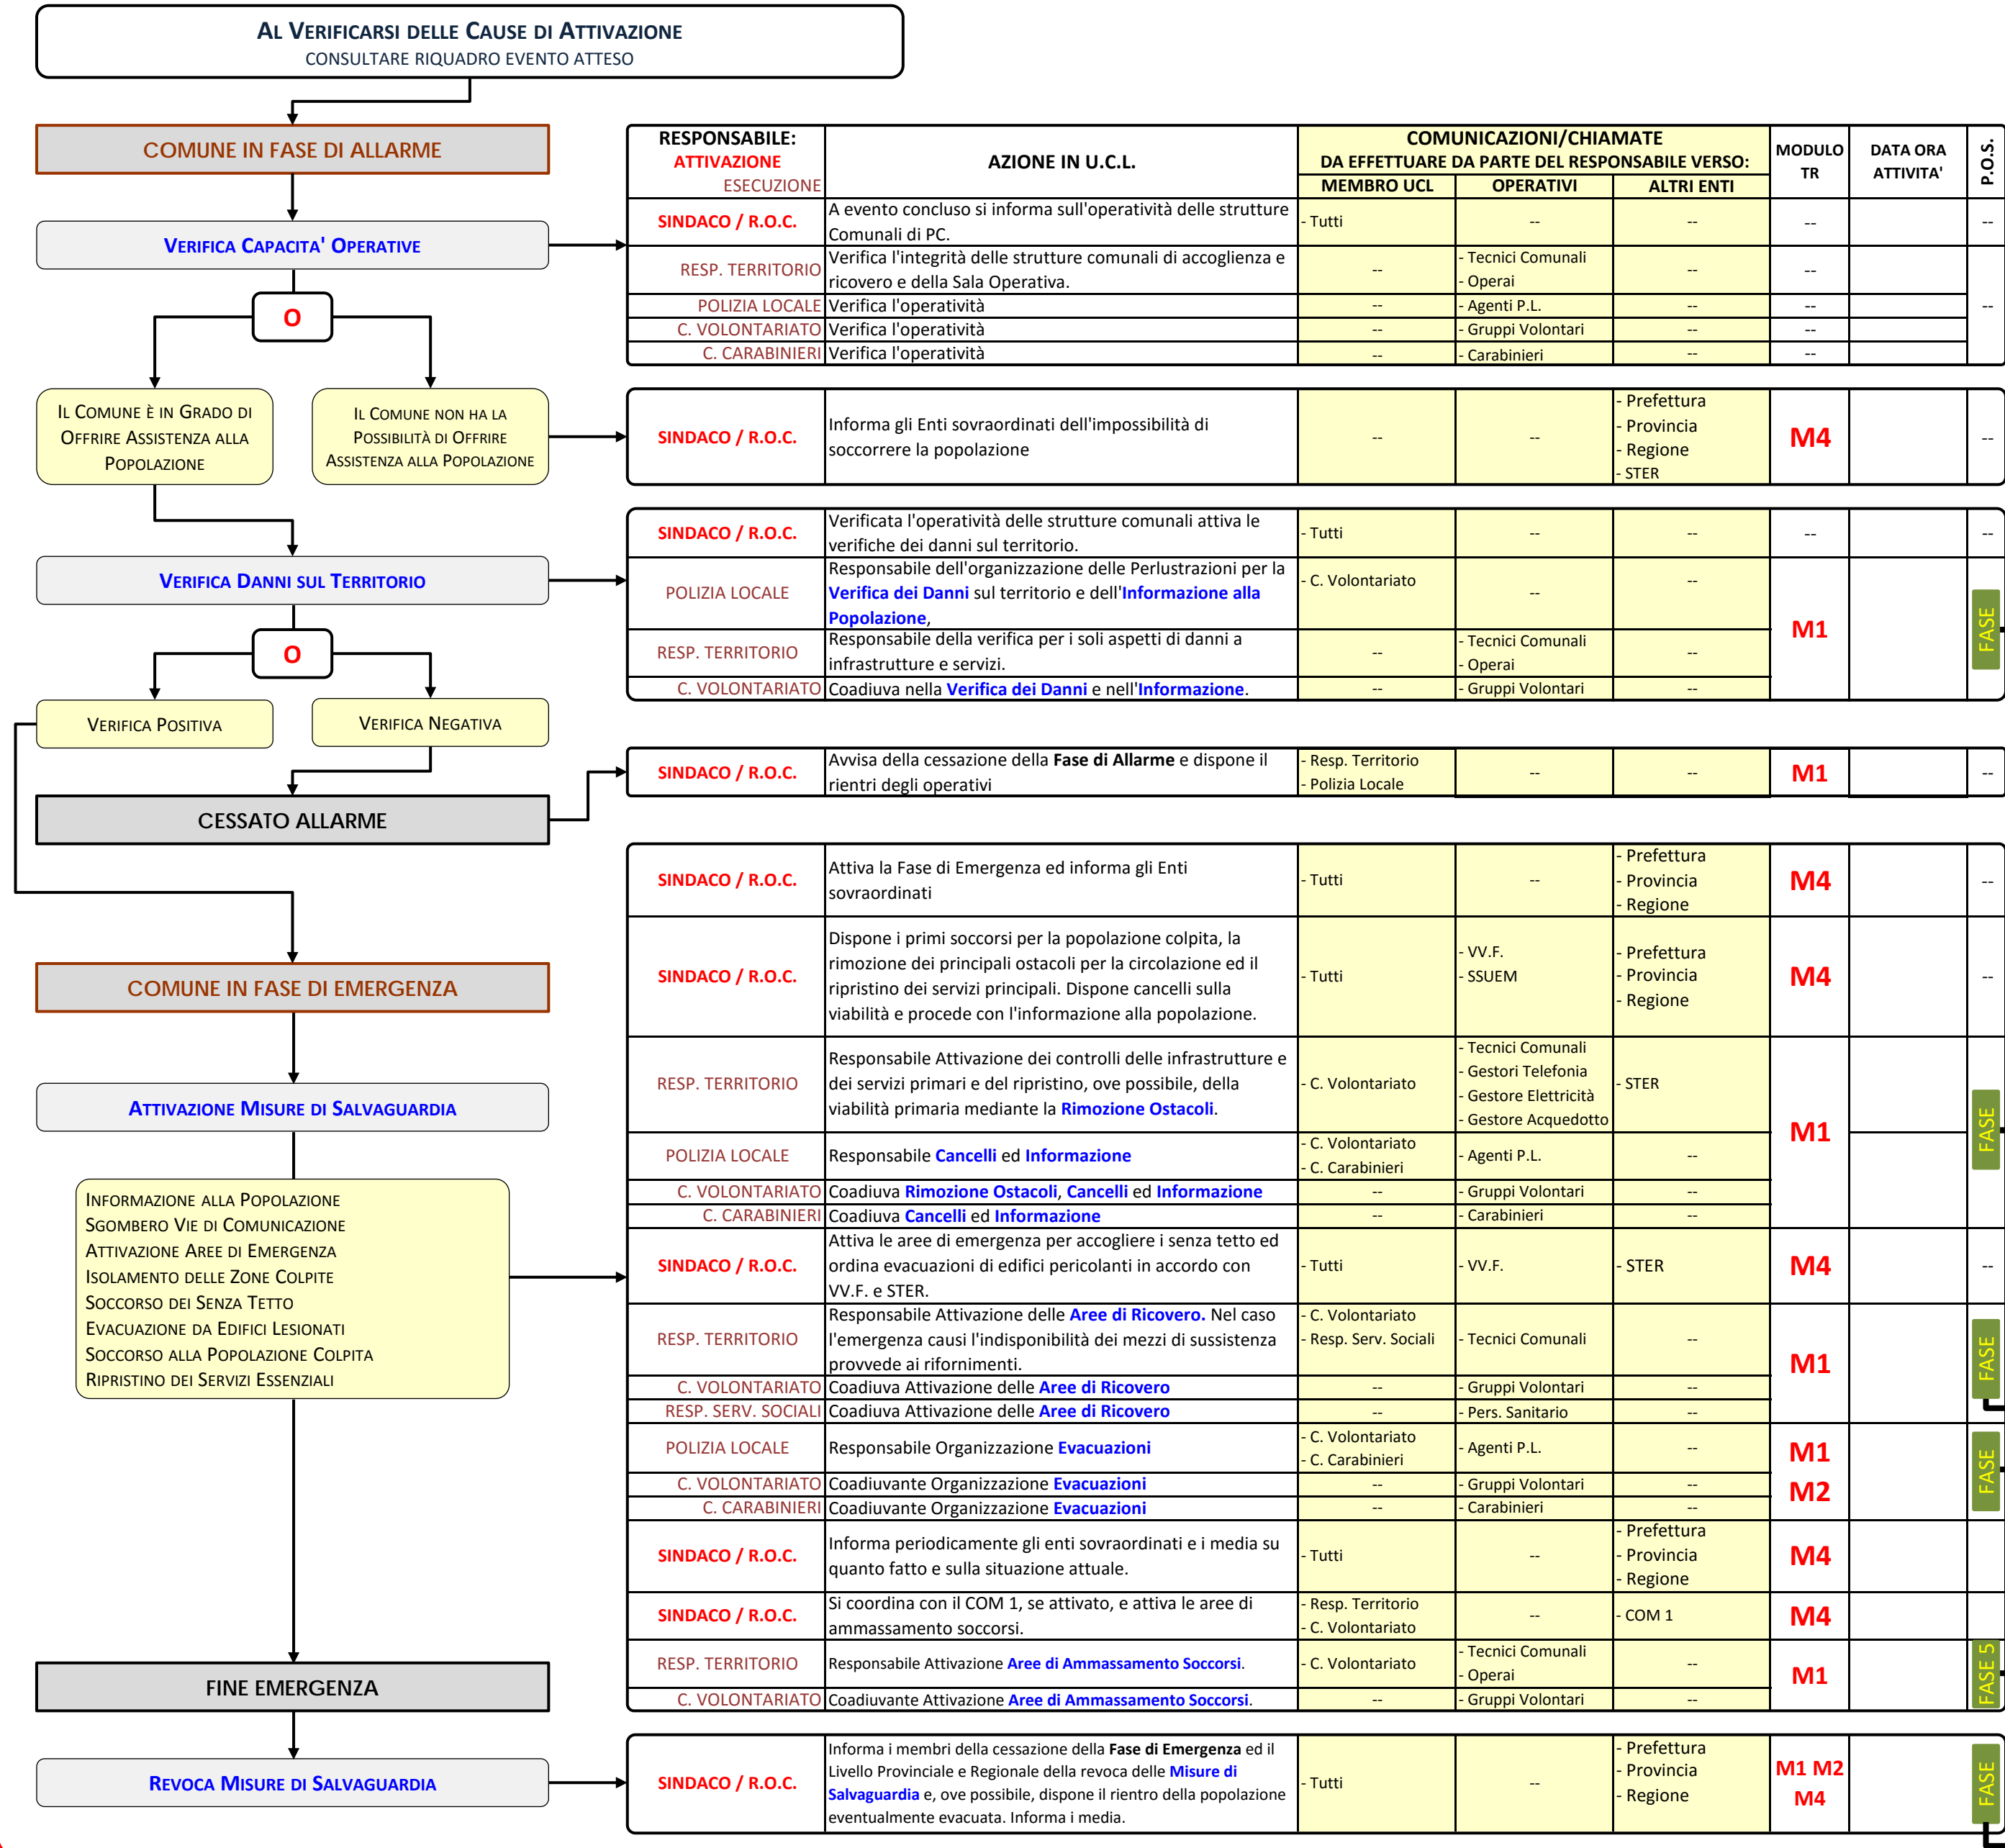 AL VERIFICARSI DELLE CAUSE DI ATTIVAZIONE
CONSULTARE RIQUADRO EVENTO ATTESO
COMUNE IN FASE DI ALLARME
VERIFICA CAPACITA' OPERATIVE
O
IL COMUNE È IN GRADO DI
OFFRIRE ASSISTENZA ALLA
POPOLAZIONE
IL COMUNE NON HA LA
POSSIBILITÀ DI OFFRIRE
ASSISTENZA ALLA POPOLAZIONE
VERIFICA DANNI SUL TERRITORIO
O
VERIFICA POSITIVA
VERIFICA NEGATIVA
CESSATO ALLARME
COMUNE IN FASE DI EMERGENZA
ATTIVAZIONE MISURE DI SALVAGUARDIA
INFORMAZIONE ALLA POPOLAZIONE
SGOMBERO VIE DI COMUNICAZIONE
ATTIVAZIONE AREE DI EMERGENZA
ISOLAMENTO DELLE ZONE COLPITE
SOCCORSO DEI SENZA TETTO
EVACUAZIONE DA EDIFICI LESIONATI
SOCCORSO ALLA POPOLAZIONE COLPITA
RIPRISTINO DEI SERVIZI ESSENZIALI
FINE EMERGENZA
REVOCA MISURE DI SALVAGUARDIA
RESPONSABILE:
ATTIVAZIONE
ESECUZIONE
AZIONE IN U.C.L.
COMUNICAZIONI/CHIAMATE
DA EFFETTUARE DA PARTE DEL RESPONSABILE VERSO:
MEMBRO UCL OPERATIVI ALTRI ENTI
MODULO
TR
DATA ORA
ATTIVITA'
P.O.S.
SINDACO / R.O.C.
A evento concluso si informa sull'operatività delle strutture
Comunali di PC.
- Tutti -- -- -- --
RESP. TERRITORIO
Verifica l'integrità delle strutture comunali di accoglienza e
ricovero e della Sala Operativa.
--
- Tecnici Comunali
- Operai
-- --
POLIZIA LOCALE Verifica l'operatività -- - Agenti P.L. -- -- --
C. VOLONTARIATO Verifica l'operatività -- - Gruppi Volontari -- --
C. CARABINIERI Verifica l'operatività -- - Carabinieri -- --
SINDACO / R.O.C.
Informa gli Enti sovraordinati dell'impossibilità di
soccorrere la popolazione
-- --
- Prefettura
- Provincia
- Regione
- STER
M4 --
SINDACO / R.O.C.
Verificata l'operatività delle strutture comunali attiva le
verifiche dei danni sul territorio.
- Tutti -- -- -- --
POLIZIA LOCALE
Responsabile dell'organizzazione delle Perlustrazioni per la
Verifica dei Danni sul territorio e dell'Informazione alla
Popolazione,
- C. Volontariato -- --
M1
FASE
RESP. TERRITORIO
Responsabile della verifica per i soli aspetti di danni a
infrastrutture e servizi.
--
- Tecnici Comunali
- Operai
--
C. VOLONTARIATO Coadiuva nella Verifica dei Danni e nell'Informazione. -- - Gruppi Volontari --
SINDACO / R.O.C.
Avvisa della cessazione della Fase di Allarme e dispone il
rientri degli operativi
- Resp. Territorio
- Polizia Locale
-- -- M1 --
SINDACO / R.O.C.
Attiva la Fase di Emergenza ed informa gli Enti
sovraordinati
- Tutti --
- Prefettura
- Provincia
- Regione
M4 --
SINDACO / R.O.C.
Dispone i primi soccorsi per la popolazione colpita, la
rimozione dei principali ostacoli per la circolazione ed il
ripristino dei servizi principali. Dispone cancelli sulla
viabilità e procede con l'informazione alla popolazione.
- Tutti
- VV.F.
- SSUEM
- Prefettura
- Provincia
- Regione
M4 --
RESP. TERRITORIO
Responsabile Attivazione dei controlli delle infrastrutture e
dei servizi primari e del ripristino, ove possibile, della
viabilità primaria mediante la Rimozione Ostacoli.
- C. Volontariato
- Tecnici Comunali
- Gestori Telefonia
- Gestore Elettricità
- Gestore Acquedotto
- STER
M1
FASE
POLIZIA LOCALE Responsabile Cancelli ed Informazione
- C. Volontariato
- C. Carabinieri
- Agenti P.L. --
C. VOLONTARIATO Coadiuva Rimozione Ostacoli, Cancelli ed Informazione -- - Gruppi Volontari --
C. CARABINIERI Coadiuva Cancelli ed Informazione -- - Carabinieri --
SINDACO / R.O.C.
Attiva le aree di emergenza per accogliere i senza tetto ed
ordina evacuazioni di edifici pericolanti in accordo con
VV.F. e STER.
- Tutti - VV.F. - STER M4 --
RESP. TERRITORIO
Responsabile Attivazione delle Aree di Ricovero. Nel caso
l'emergenza causi l'indisponibilità dei mezzi di sussistenza
provvede ai rifornimenti.
- C. Volontariato
- Resp. Serv. Sociali
- Tecnici Comunali --
M1
FASE
C. VOLONTARIATO Coadiuva Attivazione delle Aree di Ricovero -- - Gruppi Volontari --
RESP. SERV. SOCIALI Coadiuva Attivazione delle Aree di Ricovero -- - Pers. Sanitario --
POLIZIA LOCALE Responsabile Organizzazione Evacuazioni
- C. Volontariato
- C. Carabinieri
- Agenti P.L. --
M1
M2
FASE
C. VOLONTARIATO Coadiuvante Organizzazione Evacuazioni -- - Gruppi Volontari --
C. CARABINIERI Coadiuvante Organizzazione Evacuazioni -- - Carabinieri --
SINDACO / R.O.C.
Informa periodicamente gli enti sovraordinati e i media su
quanto fatto e sulla situazione attuale.
- Tutti --
- Prefettura
- Provincia
- Regione
M4
SINDACO / R.O.C.
Si coordina con il COM 1, se attivato, e attiva le aree di
ammassamento soccorsi.
- Resp. Territorio
- C. Volontariato
-- - COM 1 M4
RESP. TERRITORIO Responsabile Attivazione Aree di Ammassamento Soccorsi. - C. Volontariato
- Tecnici Comunali
- Operai
--
M1
FASE 5
C. VOLONTARIATO Coadiuvante Attivazione Aree di Ammassamento Soccorsi. -- - Gruppi Volontari --
SINDACO / R.O.C.
Informa i membri della cessazione della Fase di Emergenza ed il
Livello Provinciale e Regionale della revoca delle Misure di
Salvaguardia e, ove possibile, dispone il rientro della popolazione
eventualmente evacuata. Informa i media.
- Tutti --
- Prefettura
- Provincia
- Regione
M1 M2
M4
FASE